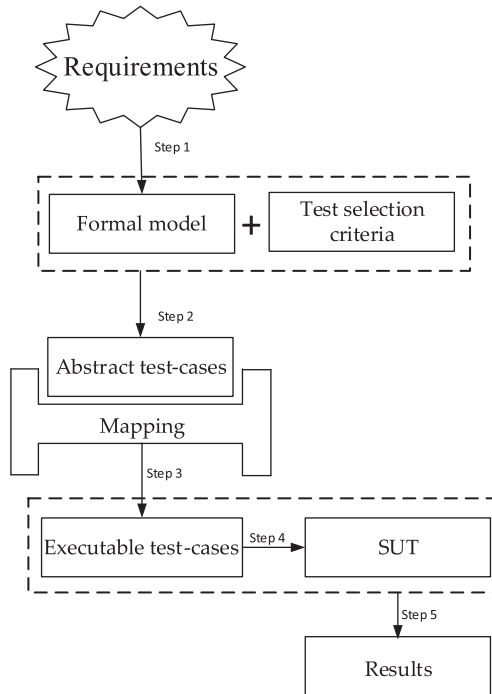 Requirements
Step 1
Formal model
+
Test selection
criteria
Step 2
Abstract test-cases
Mapping
Step 3
Executable test-cases
Step 4
SUT
Step 5
Results